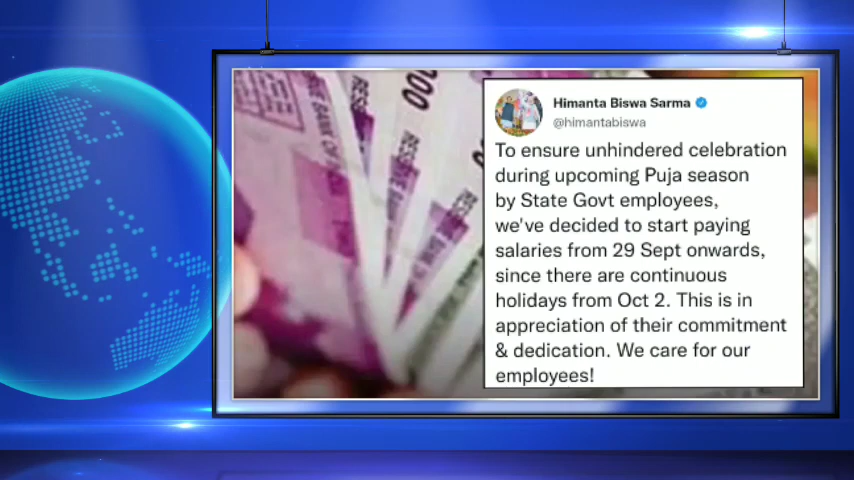 Himanta Biswa Sarma
@himantabiswa
To ensure unhindered celebration
during upcoming Puja season
by State Govt employees,
we've decided to start paying
salaries from 29 Sept onwards,
since there are continuous
holidays from Oct 2. This is in
appreciation of their commitment
& dedication. We care for our
employees!